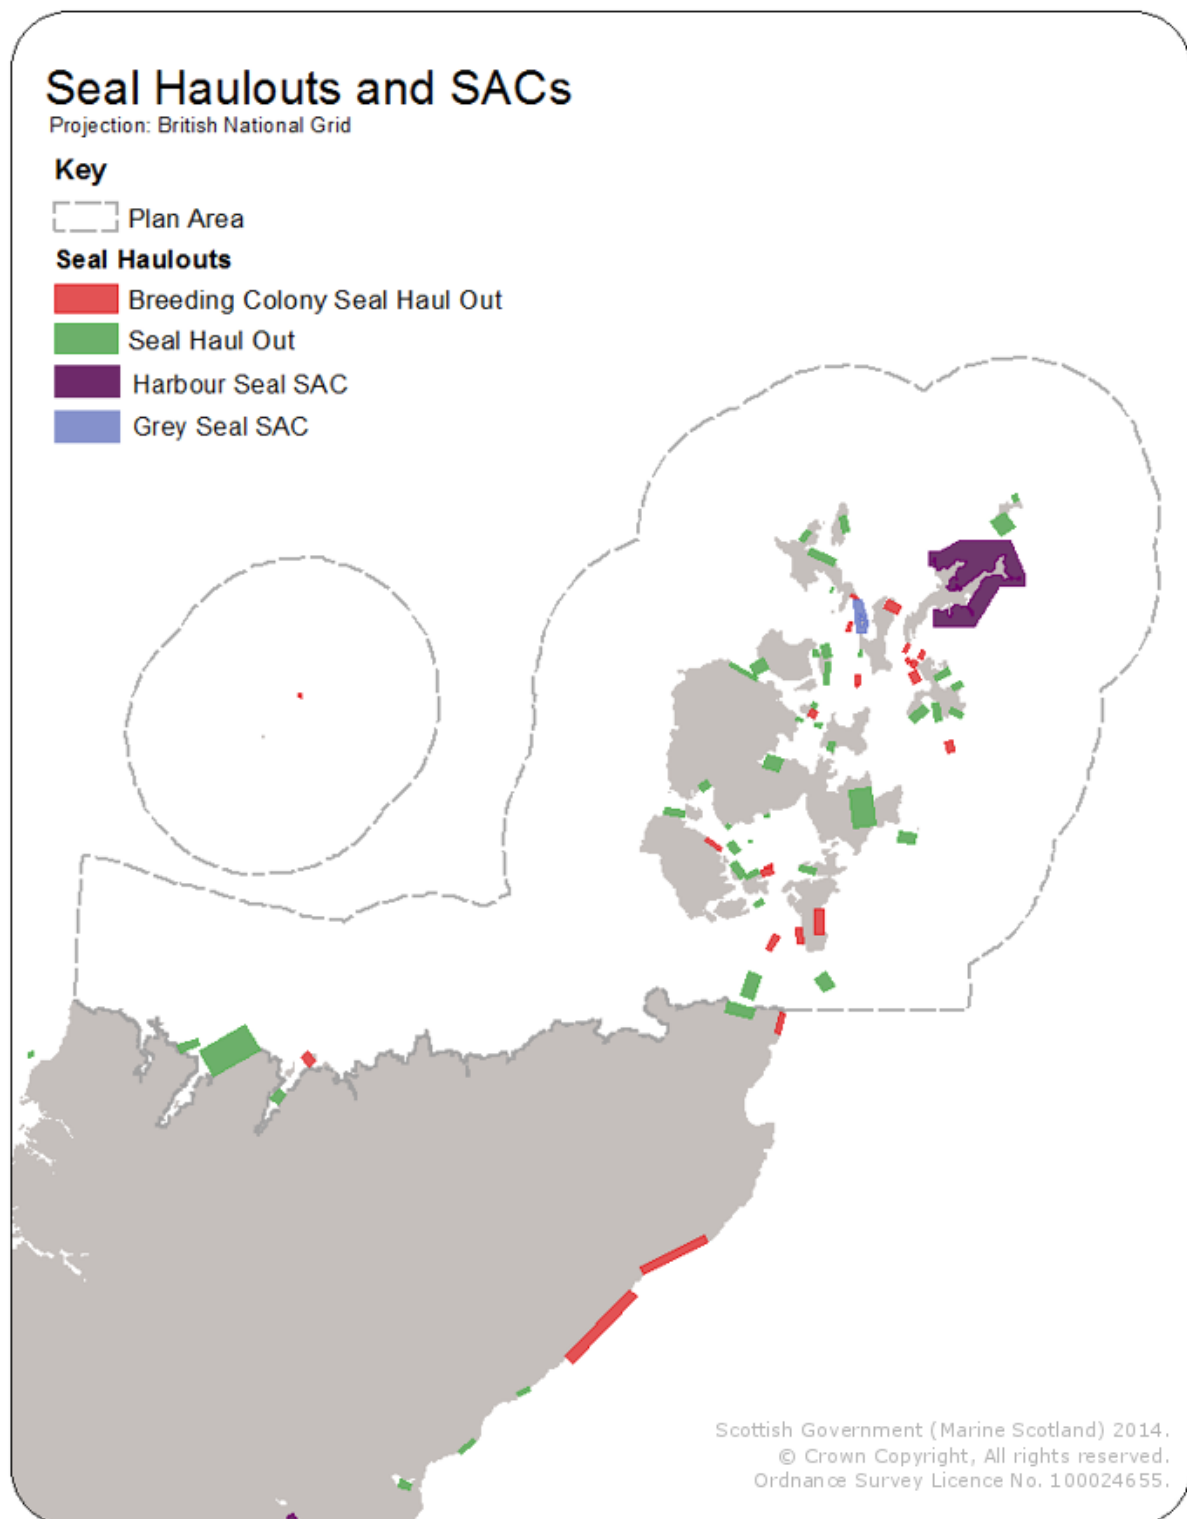 Seal Haulouts and SACs
Projection: British National Grid
Key
Plan Area
Seal Haulouts
Breeding Colony Seal Haul Out
Seal Haul Out
Harbour Seal SAC
Grey Seal SAC
Scottish Government (Marine Scotland) 2014.
© Crown Copyright, All rights reserved.
Ordnance Survey Licence No. 100024655.